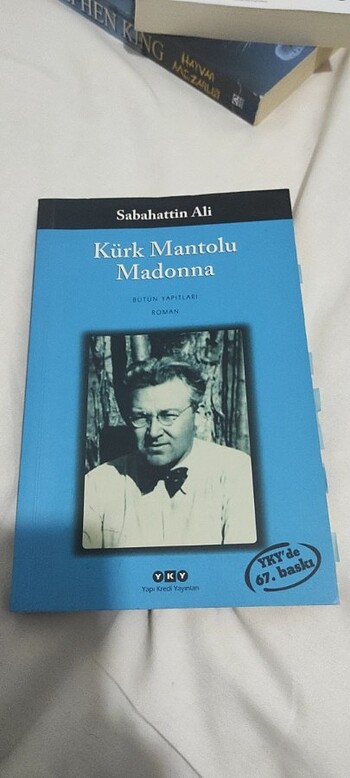 PHEN KING
HAYVAN
MEZARLIĞI
Sabahattin Ali
Kürk Mantolu
Madonna
BÜTÜN YAPITLARI
ROMAN
YKY'de
67. baskı
YKY
Yapı Kredi Yayınları